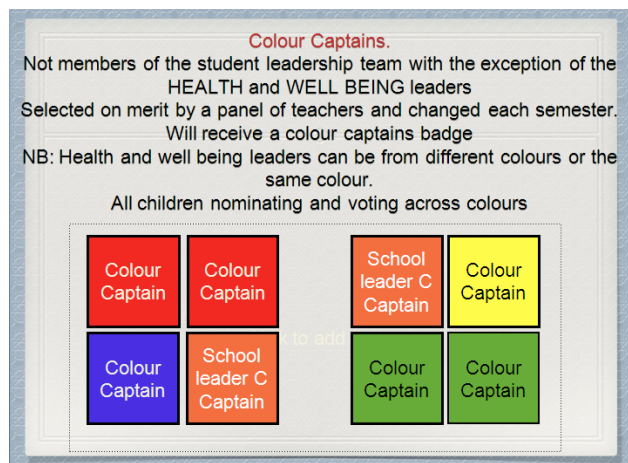 Colour Captains.
Not members of the student leadership team with the exception of the
HEALTH and WELL BEING leaders
Selected on merit by a panel of teachers and changed each semester.
Will receive a colour captains badge
NB: Health and well being leaders can be from different colours or the
same colour.
All children nominating and voting across colours
Colour
Captain
Colour
Captain
School
leader C
Captain
Colour
Captain
Colour
Captain
School
leader C
Captain
k to add
Colour
Captain
Colour
Captain